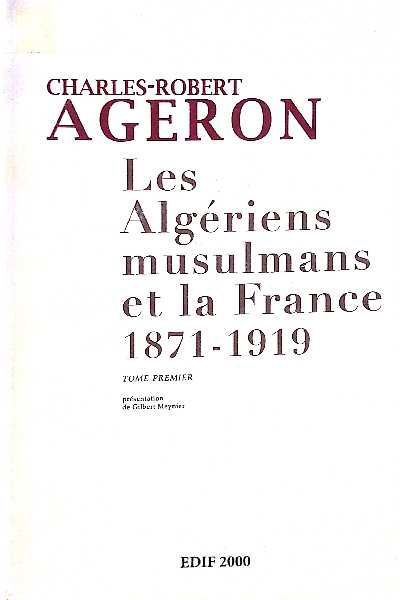 CHARLES-ROBERT
AGERON
Les
Algériens
musulmans
et la France
1871-1919
TOME PREMIER
présentation
de Gilbert Meynier
EDIF 2000